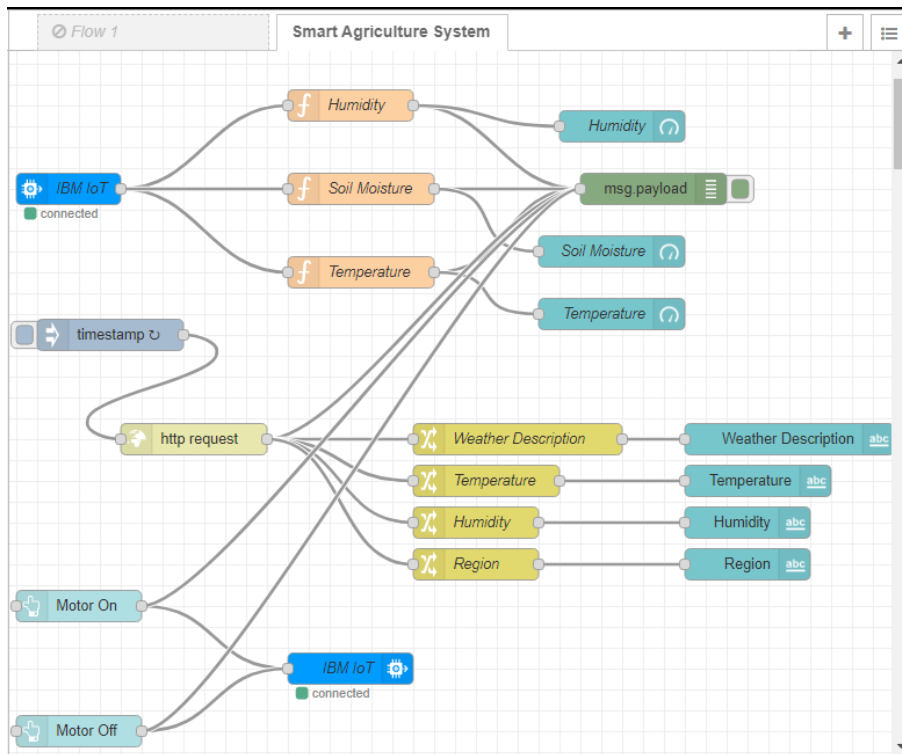 Flow 1
Smart Agriculture System
Humidity
Humidity
IBM IoT
Soil Moisture
msg.payload
connected
Soil Moisture
Temperature
Temperature
timestamp ↻
http request
Weather Description
Weather Description abc
Temperature
Temperature abc
Humidity
Humidity abc
Region
Region abc
Motor On
IBM IoT
connected
Motor Off